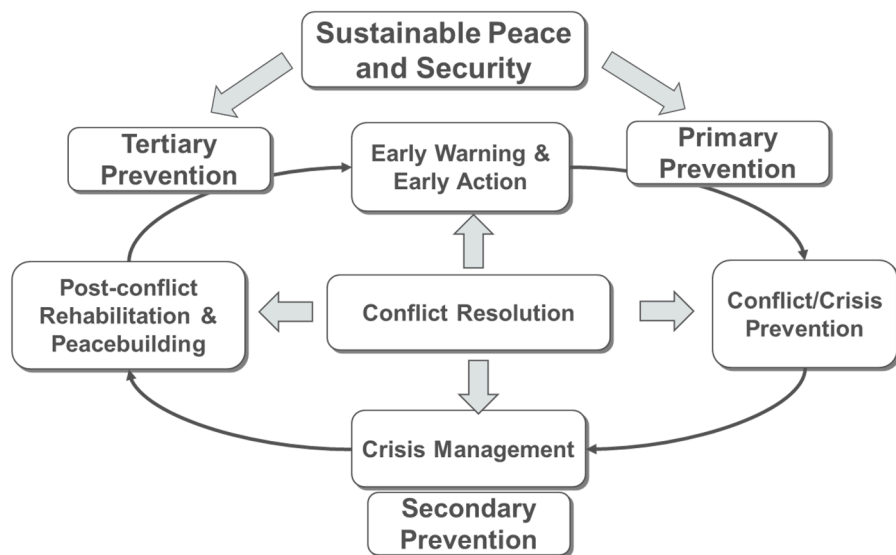 Sustainable Peace
and Security
Tertiary
Prevention
Early Warning &
Early Action
Primary
Prevention
Post-conflict
Rehabilitation &
Peacebuilding
Conflict Resolution
Conflict/Crisis
Prevention
Crisis Management
Secondary
Prevention